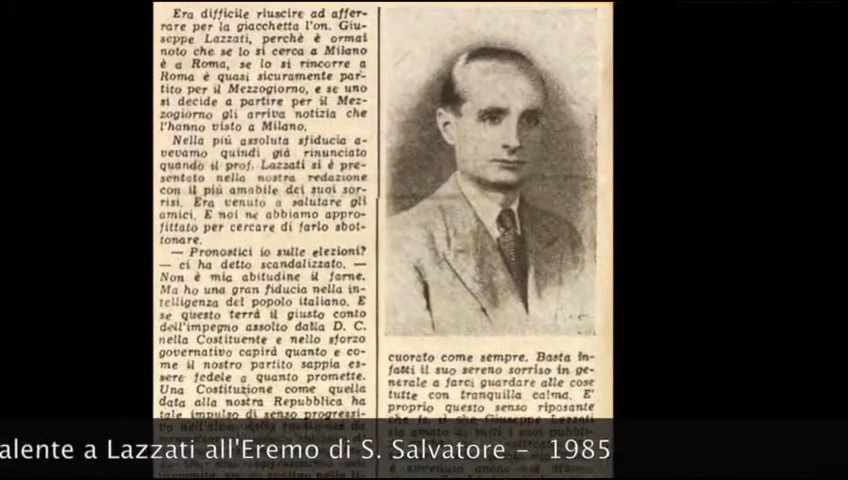 Era difficile riuscire ad affer-
rare per la giacchetta l'on. Giu-
seppe Lazzati, perchè è ormai
noto che se lo si cerca a Milano
è a Roma, se lo si rincorre a
Roma è quasi sicuramente par-
tito per il Mezzogiorno, e se uno
si decide a partire per il Mez-
zogiorno gli arriva notizia che
l'hanno visto a Milano.
Nella più assoluta sfiducia a-
vevamo quindi già rinunciato
quando il prof. Lazzati si è pre-
sentato nella nostra redazione
con il più amabile dei suoi sor-
risi. Era venuto a salutare gli
amici. E noi ne abbiamo approf-
fittato per cercare di farlo sbot-
tonare.
— Pronostici io sulle elezioni?
— ci ha detto scandalizzato. —
Non è mia abitudine il farne.
Ma ho una gran fiducia nella in-
telligenza del popolo italiano. E
se questo terrà il giusto conto
dell'impegno assolto dalla D. C.
nella Costituente e nello sforzo
governativo capirà quanto e co-
me il nostro partito sappia es-
sere fedele a quanto promette.
Una Costituzione come quella
data alla nostra Repubblica ha
tale impulso di senso progressi-
cuorato come sempre. Basta in-
fatti il suo sereno sorriso in ge-
nerale a farci guardare alle cose
tutte con tranquilla calma. E'
proprio questo senso riposante
che fa sì che Giuseppe Lazzati
alente a Lazzati all'Eremo di S. Salvatore - 1985